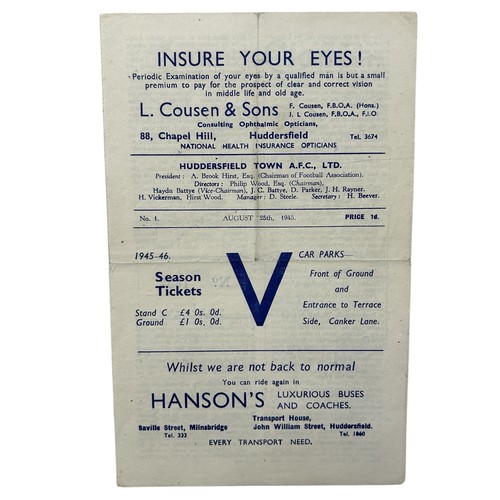 INSURE YOUR EYES!
Periodic Examination of your eyes by a qualified man is but a small
premium to pay for the prospect of clear and correct vision
in middle life and old age.
L. Cousen & Sons
F. Cousen, F.B.O.A. (Hons.)
J. L. Cousen, F.B.O.A., F.I.O.
Consulting Ophthalmic Opticians,
88, Chapel Hill, Huddersfield Tel. 3674
NATIONAL HEALTH INSURANCE OPTICIANS
HUDDERSFIELD TOWN A.F.C., LTD.
President: A. Brook Hirst, Esq. (Chairman of Football Association).
Directors: Philip Wood, Esq. (Chairman),
Haydn Battye (Vice-Chairman), J. C. Battye, D. Parker, J. H. Rayner.
H. Vickerman, Hirst Wood. Manager: D. Steele. Secretary: H. Beever.
No. 1. AUGUST 25th, 1945. PRICE 1d.
1945-46.
Season
Tickets
Stand C £4 0s. 0d.
Ground £1 0s. 0d.
V
CAR PARKS—
Front of Ground
and
Entrance to Terrace
Side, Canker Lane.
Whilst we are not back to normal
You can ride again in
HANSON'S LUXURIOUS BUSES
AND COACHES.
Saville Street, Milnsbridge
Tel. 333
Transport House,
John William Street, Huddersfield.
Tel. 1860
EVERY TRANSPORT NEED.